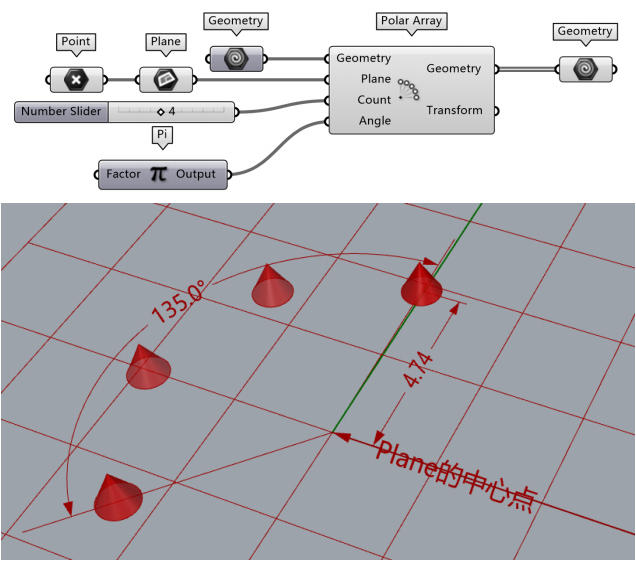 Geometry
Polar Array
Geometry
Point
Plane
Geometry
Plane
Count
Angle
Geometry
Transform
Number Slider
4
Pi
Factor
π
Output
135.0°
4.74
Plane的中心点